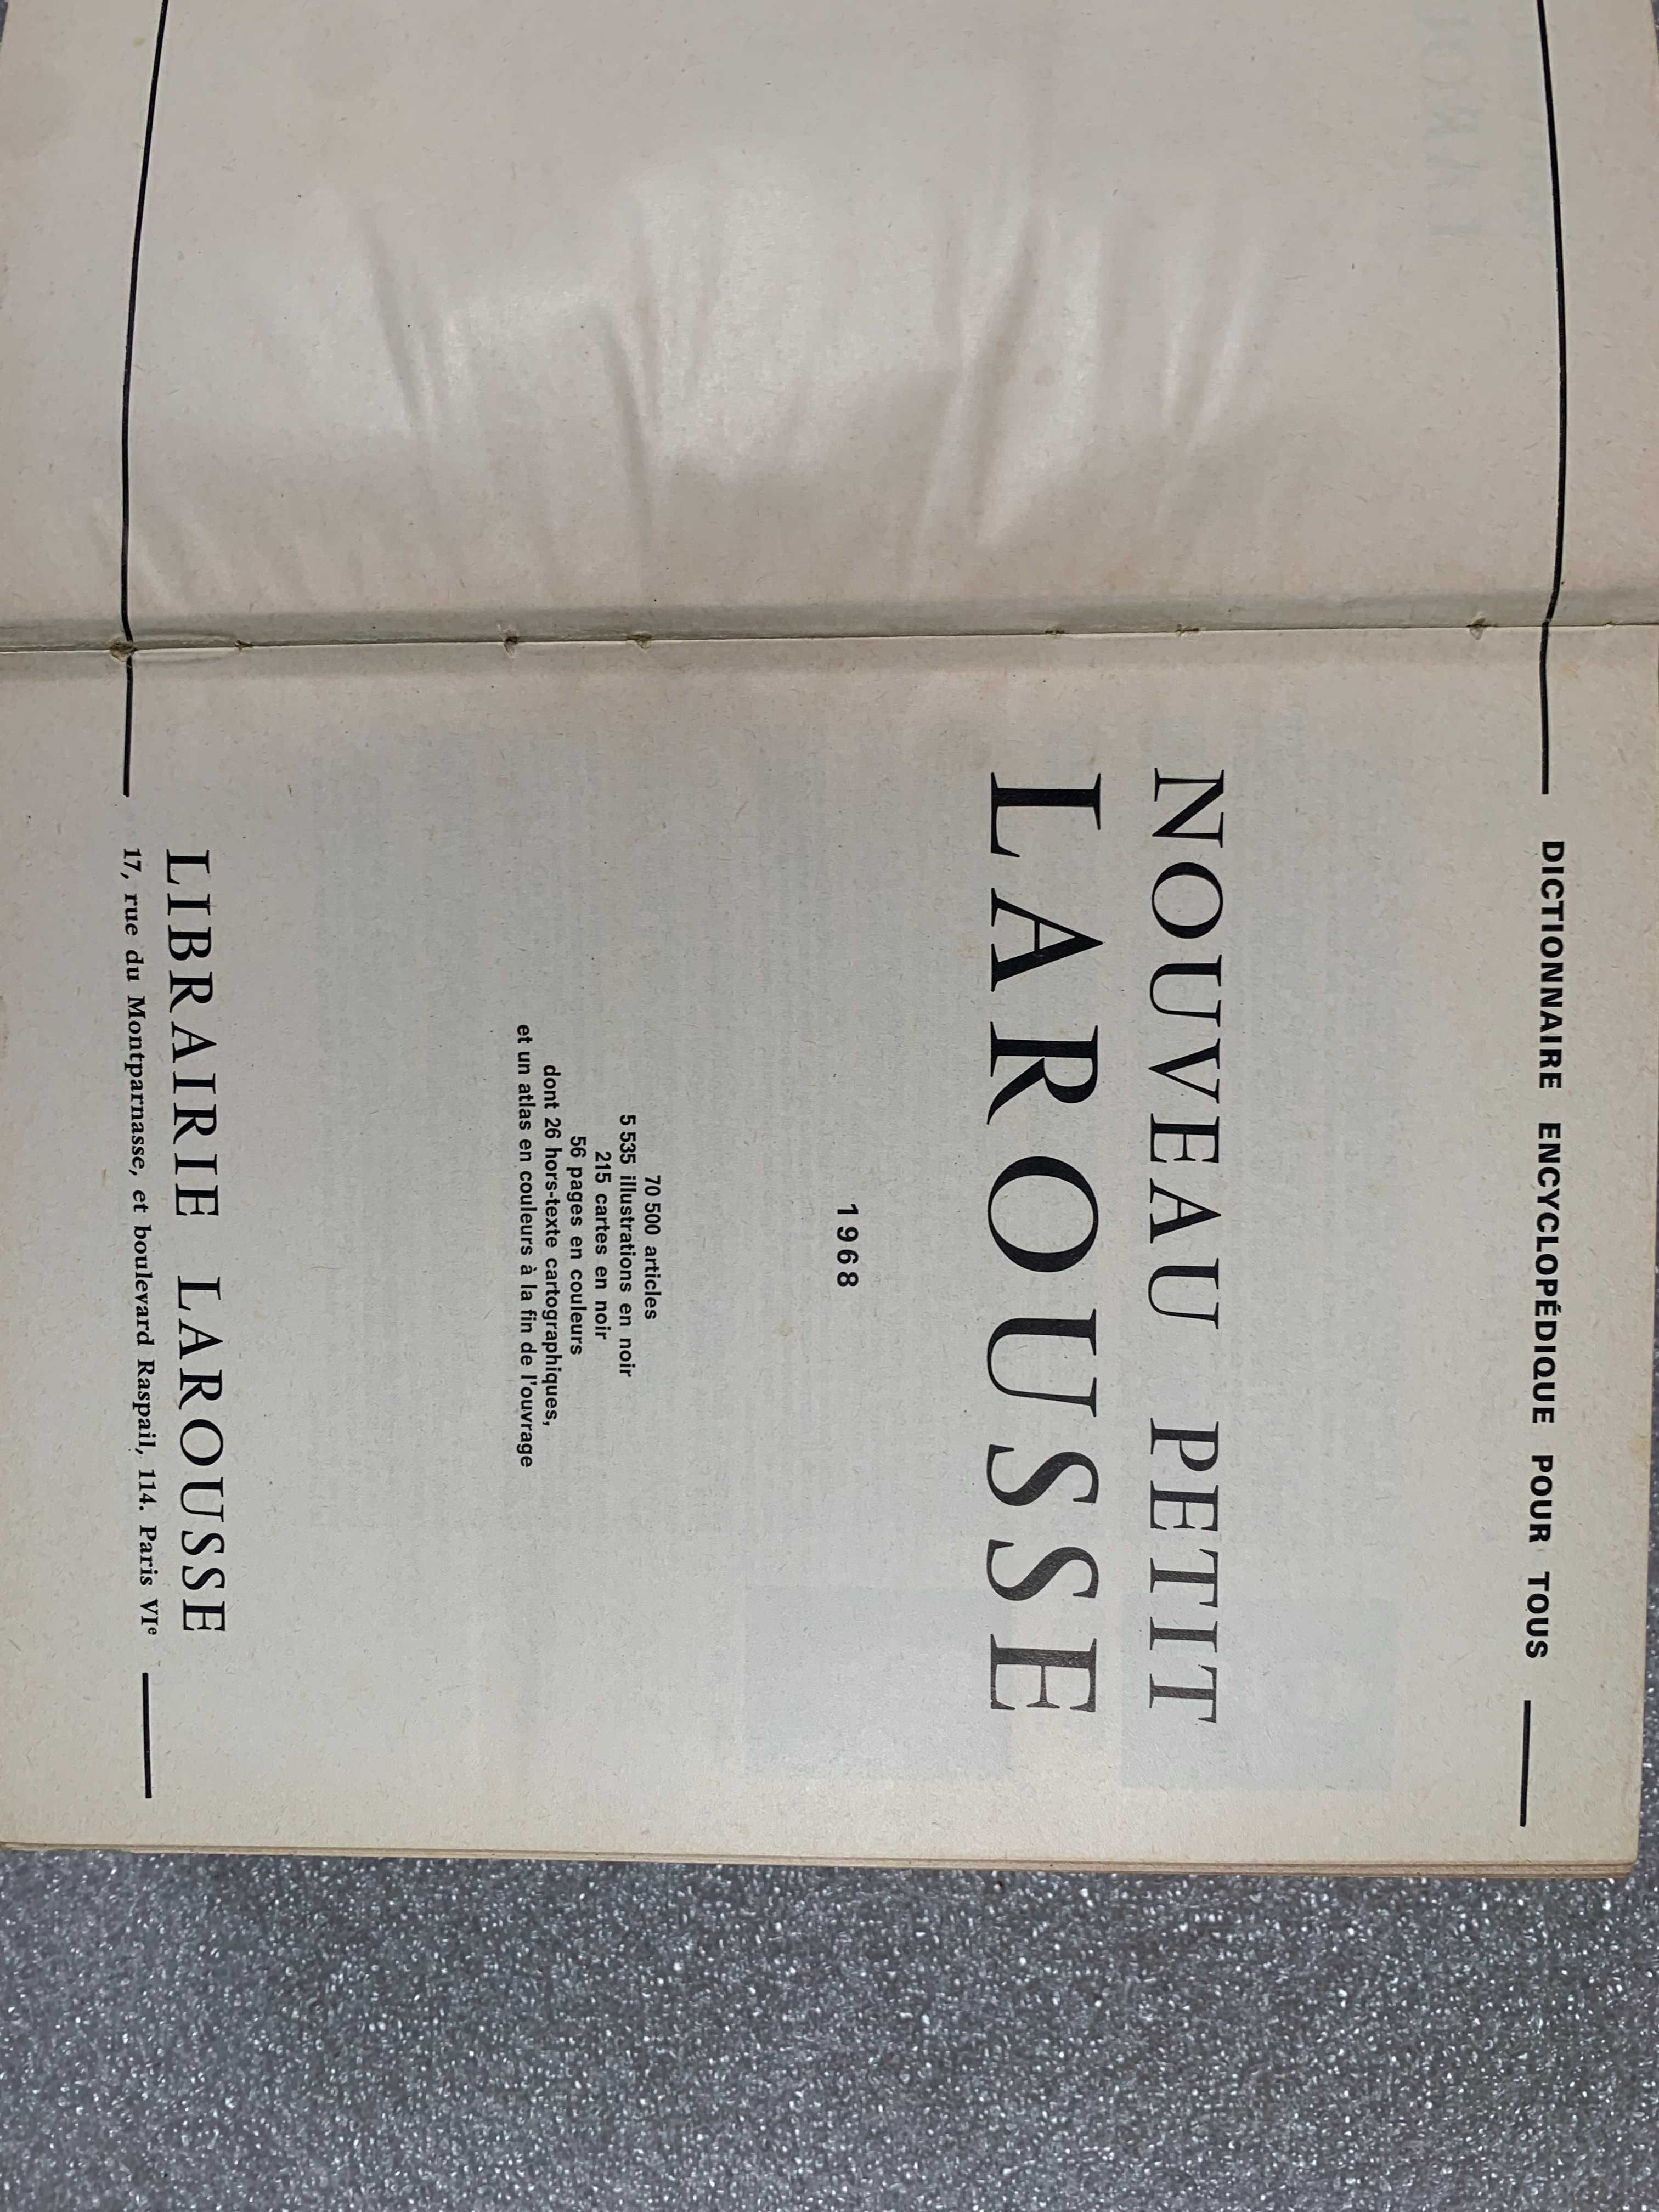 DICTIONNAIRE ENCYCLOPÉDIQUE POUR TOUS
NOUVEAU PETIT
LAROUSSE
1968
70 500 articles
5 535 illustrations en noir
215 cartes en noir
56 pages en couleurs
dont 26 hors-texte cartographiques,
et un atlas en couleurs à la fin de l'ouvrage
LIBRAIRIE LAROUSSE
17, rue du Montparnasse, et boulevard Raspail, 114. Paris VIe